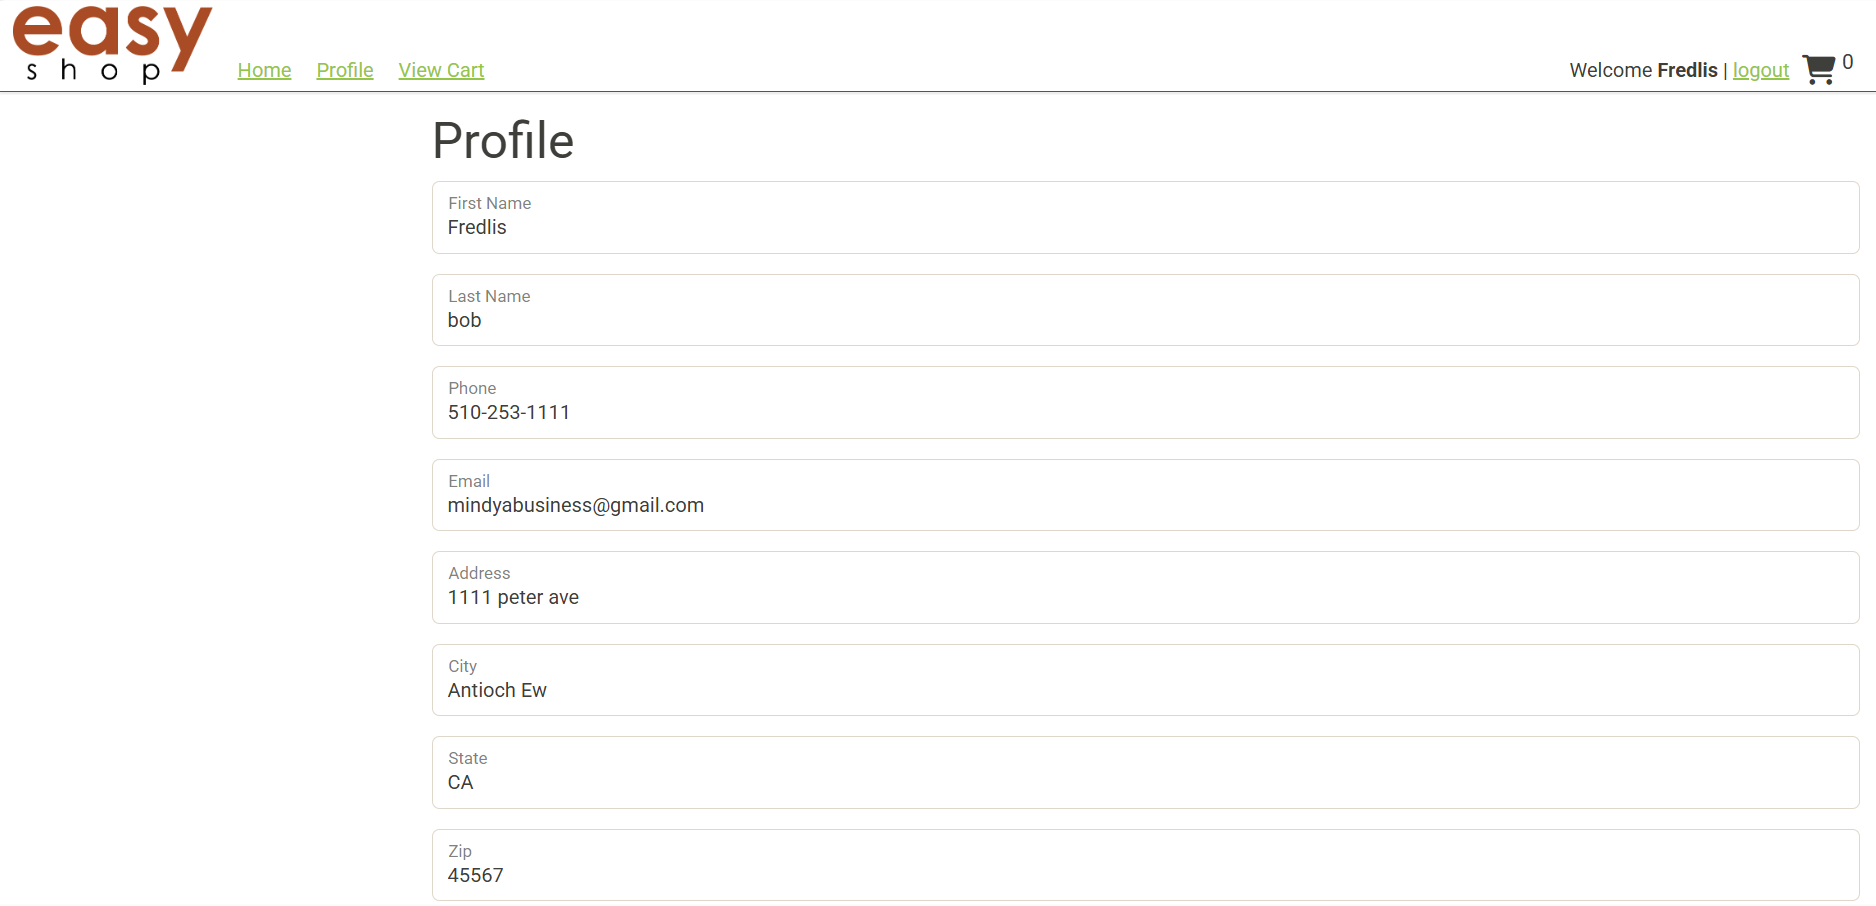 easy
shop
Home Profile View Cart
Welcome Fredlis | logout 0
Profile
First Name
Fredlis
Last Name
bob
Phone
510-253-1111
Email
mindyabusiness@gmail.com
Address
1111 peter ave
City
Antioch Ew
State
CA
Zip
45567